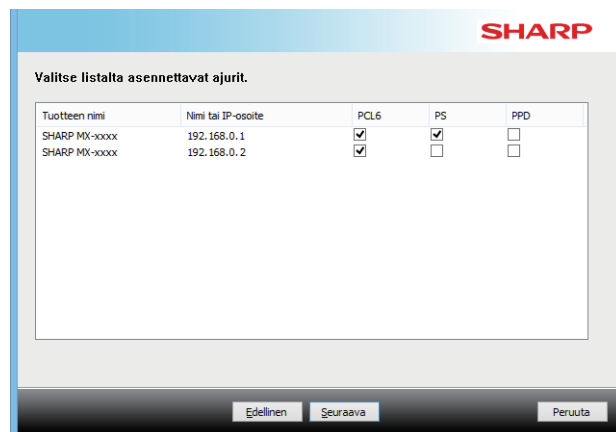 SHARP
Valitse listalta asennettavat ajurit.
Tuotteen nimi Nimi tai IP-osoite PCL6 PS PPD
SHARP MX-xxxx 192.168.0.1
SHARP MX-xxxx 192.168.0.2
Edellinen Seuraava Peruuta